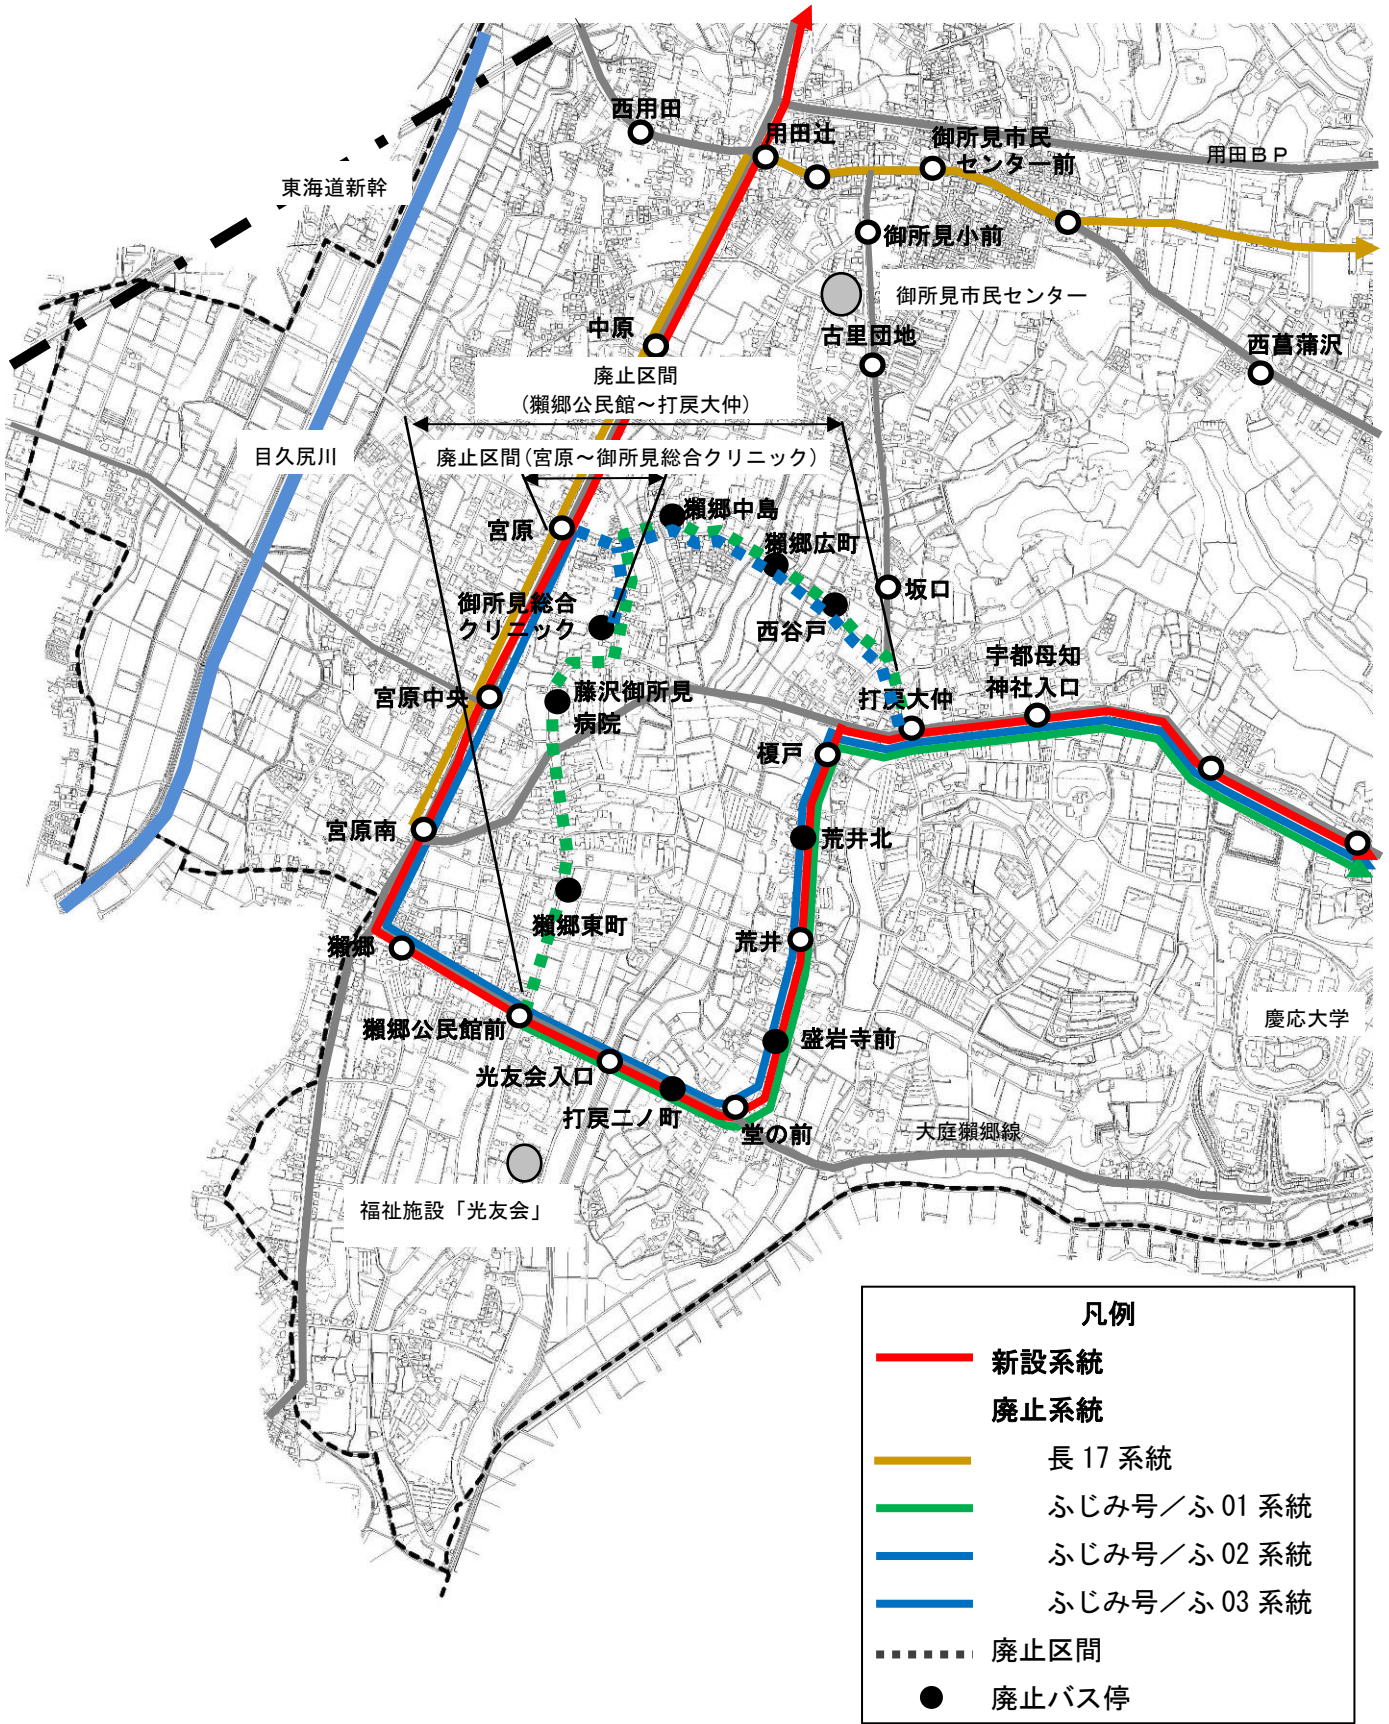 西用田
用田辻
御所見市民
センター前
用田BP
東海道新幹
御所見小前
御所見市民センター
中原
古里団地
西菖蒲沢
廃止区間
(獺郷公民館～打戻大仲)
目久尻川
廃止区間(宮原～御所見総合クリニック)
宮原
獺郷中島
獺郷広町
坂口
御所見総合
クリニック
西谷戸
宇都母知
神社入口
宮原中央
藤沢御所見
病院
打戻大仲
榎戸
宮原南
荒井北
獺郷東町
獺郷
荒井
獺郷公民館前
盛岩寺前
慶応大学
光友会入口
打戻二ノ町
堂の前
大庭獺郷線
福祉施設「光友会」
凡例
新設系統
廃止系統
長17系統
ふじみ号／ふ01系統
ふじみ号／ふ02系統
ふじみ号／ふ03系統
廃止区間
廃止バス停